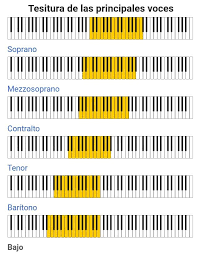 Tesitura de las principales voces
Soprano
Mezzosoprano
Contralto
Tenor
Barítono
Bajo